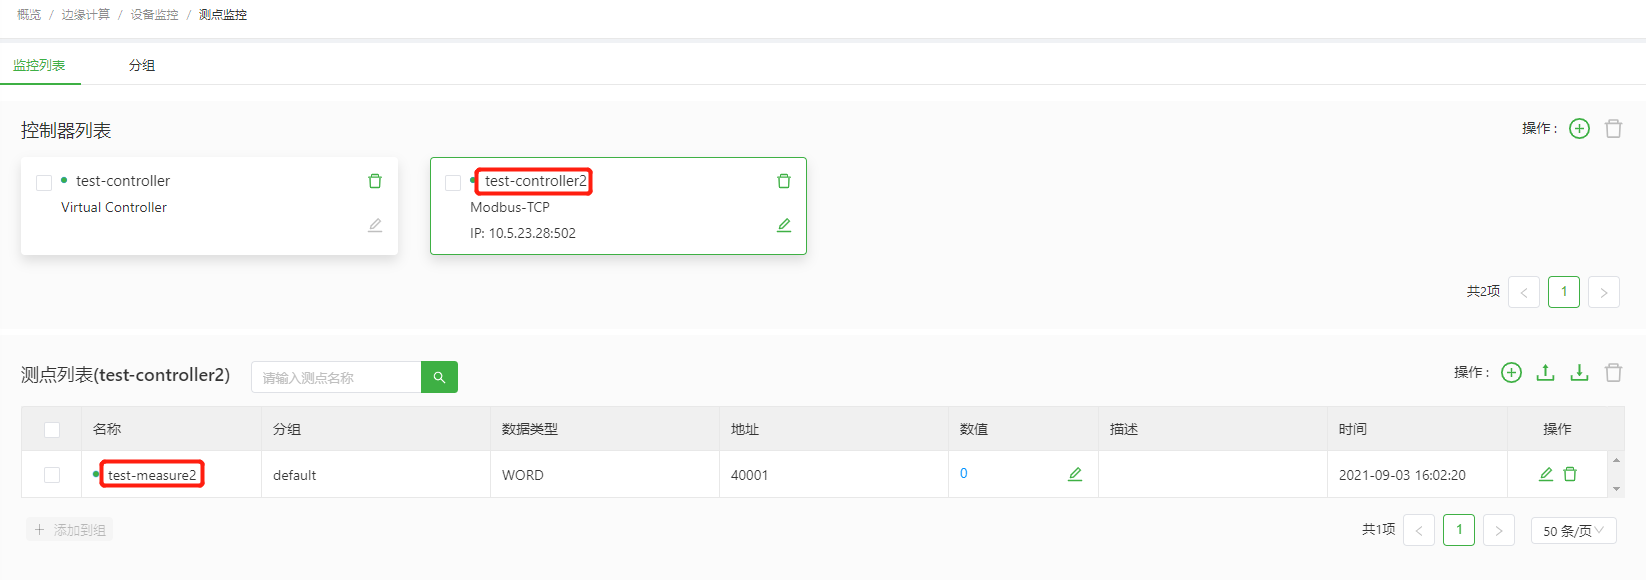 概览 / 边缘计算 / 设备监控 / 测点监控
监控列表 分组
控制器列表 操作：
test-controller
Virtual Controller
test-controller2
Modbus-TCP
IP: 10.5.23.28:502
共2项 < 1 >
测点列表(test-controller2) 请输入测点名称 操作：
名称 分组 数据类型 地址 数值 描述 时间 操作
test-measure2 default WORD 40001 0 2021-09-03 16:02:20
+ 添加到组 共1项 < 1 > 50 条/页